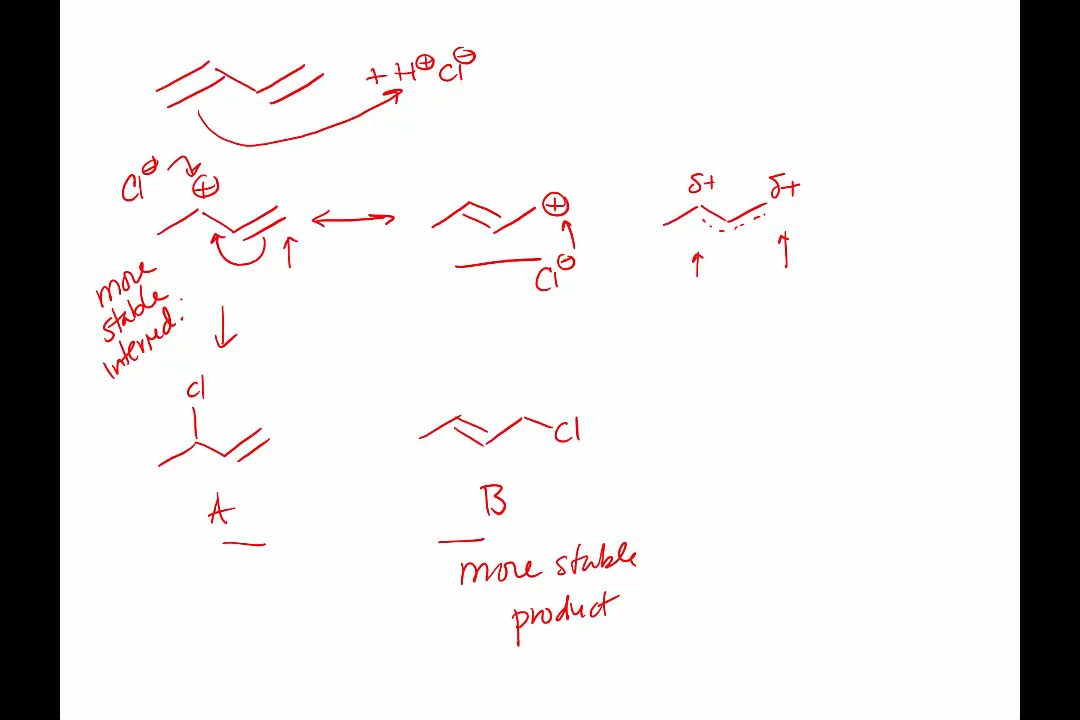 + H⊕ Cl⊖
Cl⊖
⊕
⊕
δ+
δ+
Cl⊖
more
stable
intermed:
Cl
Cl
A
B
more stable
product